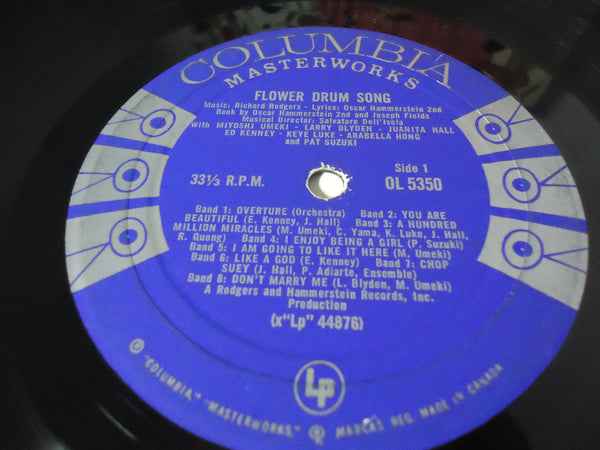 COLUMBIA
MASTERWORKS
FLOWER DRUM SONG
Music: Richard Rodgers - Lyrics: Oscar Hammerstein 2nd
Book by Oscar Hammerstein 2nd and Joseph Fields
Musical Director: Salvatore Dell'Isola
With MIYOSHI UMEKI - LARRY BLYDEN - JUANITA HALL
ED KENNEY - KEYE LUKE - ARABELLA HONG
and PAT SUZUKI
Side 1
33⅓ R.P.M.
OL 5350
Band 1: OVERTURE (Orchestra) Band 2: YOU ARE
BEAUTIFUL (E. Kenney, J. Hall) Band 3: A HUNDRED
MILLION MIRACLES (M. Umeki, C. Yama, K. Luke, J. Hall,
R. Quong) Band 4: I ENJOY BEING A GIRL (P. Suzuki)
Band 5: I AM GOING TO LIKE IT HERE (M. Umeki)
Band 6: LIKE A GOD (E. Kenney) Band 7: CHOP
SUEY (J. Hall, P. Adiarte, Ensemble)
Band 8: DON'T MARRY ME (L. Blyden, M. Umeki)
A Rodgers and Hammerstein Records, Inc.
Production
(x"Lp" 44876)
Lp
"COLUMBIA," "MASTERWORKS," MARCAS REG. MADE IN CANADA